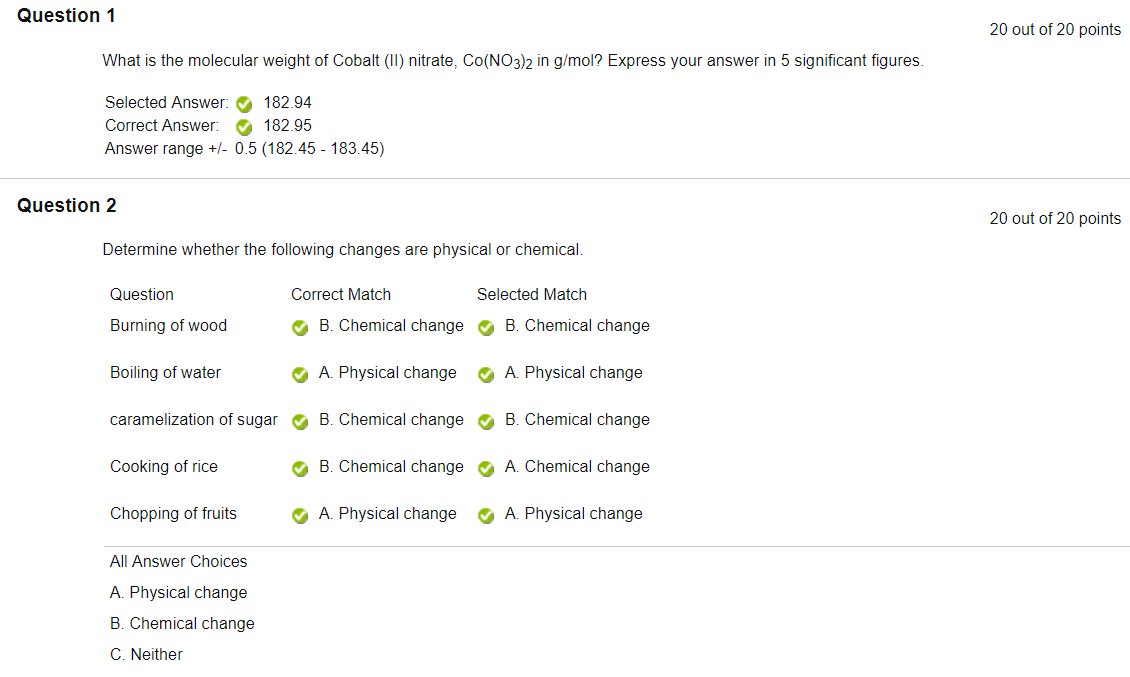 Question 1
20 out of 20 points
What is the molecular weight of Cobalt (II) nitrate, Co(NO3)2 in g/mol? Express your answer in 5 significant figures.
Selected Answer: 182.94
Correct Answer: 182.95
Answer range +/- 0.5 (182.45 - 183.45)
Question 2
20 out of 20 points
Determine whether the following changes are physical or chemical.
Question Correct Match Selected Match
Burning of wood B. Chemical change B. Chemical change
Boiling of water A. Physical change A. Physical change
caramelization of sugar B. Chemical change B. Chemical change
Cooking of rice B. Chemical change A. Chemical change
Chopping of fruits A. Physical change A. Physical change
All Answer Choices
A. Physical change
B. Chemical change
C. Neither